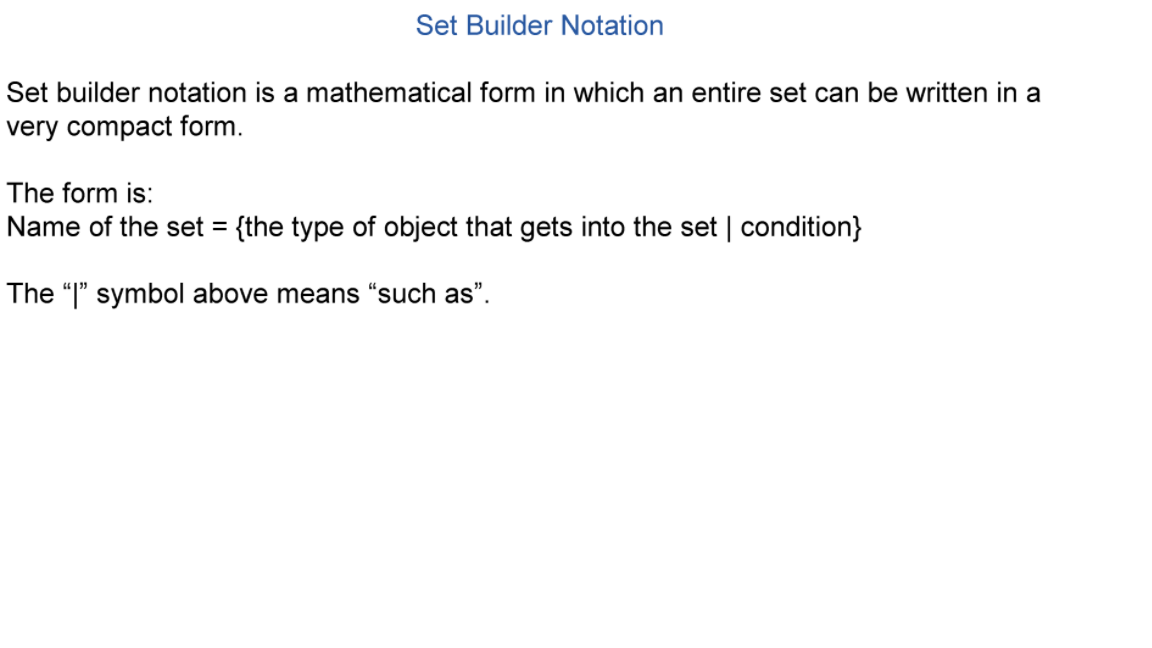 Set Builder Notation
Set builder notation is a mathematical form in which an entire set can be written in a
very compact form.
The form is:
Name of the set = {the type of object that gets into the set | condition}
The “|” symbol above means “such as”.